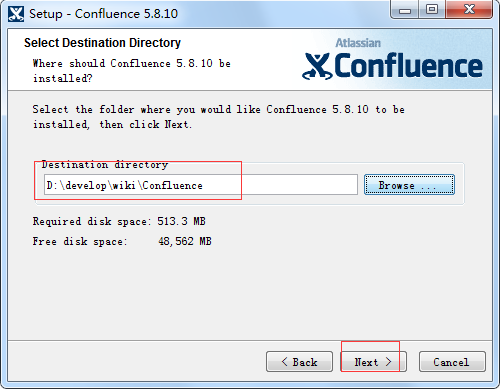 Setup - Confluence 5.8.10
Select Destination Directory
Where should Confluence 5.8.10 be
installed?
Atlassian
Confluence
Select the folder where you would like Confluence 5.8.10 to be
installed, then click Next.
Destination directory
D:\develop\wiki\Confluence
Browse ...
Required disk space: 513.3 MB
Free disk space: 48,562 MB
< Back
Next >
Cancel